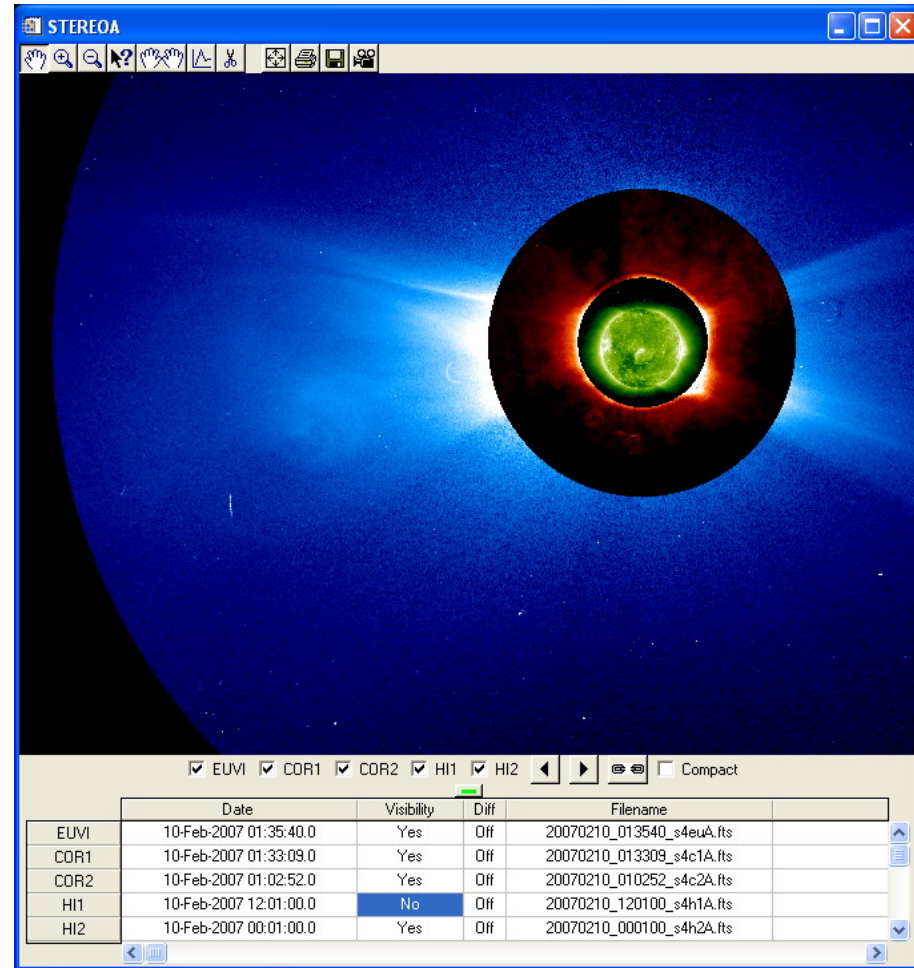 STEREOA
EUVI COR1 COR2 HI1 HI2 Compact
Date Visibility Diff Filename
EUVI 10-Feb-2007 01:35:40.0 Yes Off 20070210_013540_s4euA.fts
COR1 10-Feb-2007 01:33:09.0 Yes Off 20070210_013309_s4c1A.fts
COR2 10-Feb-2007 01:02:52.0 Yes Off 20070210_010252_s4c2A.fts
HI1 10-Feb-2007 12:01:00.0 No Off 20070210_120100_s4h1A.fts
HI2 10-Feb-2007 00:01:00.0 Yes Off 20070210_000100_s4h2A.fts